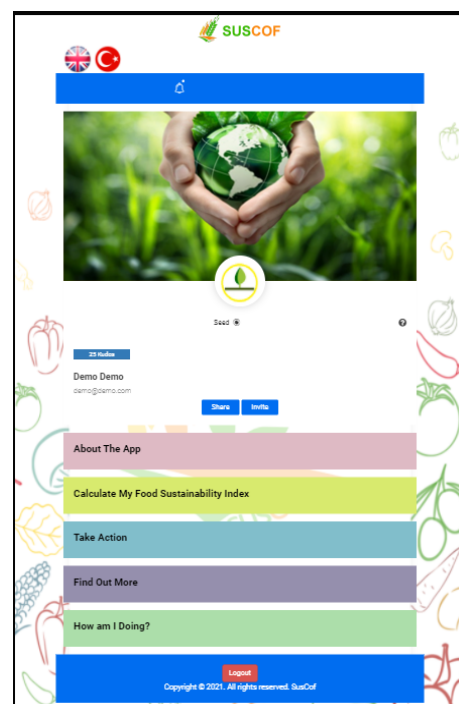 SUSCOF
Seed
25 Kudos
Demo Demo
demo@demo.com
Share Invite
About The App
Calculate My Food Sustainability Index
Take Action
Find Out More
How am I Doing?
Logout
Copyright © 2021. All rights reserved. SusCof